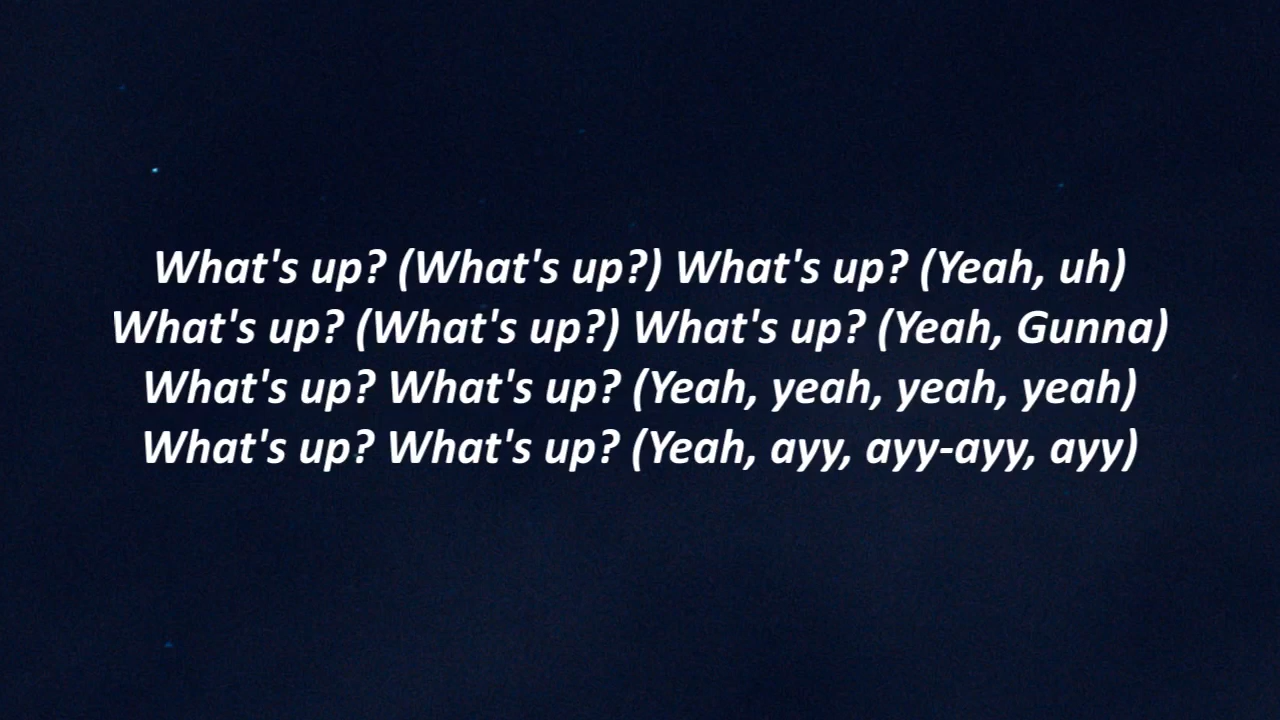 What's up? (What's up?) What's up? (Yeah, uh)
What's up? (What's up?) What's up? (Yeah, Gunna)
What's up? What's up? (Yeah, yeah, yeah, yeah)
What's up? What's up? (Yeah, ayy, ayy-ayy, ayy)